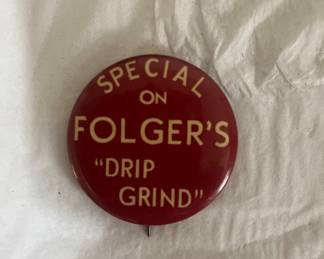 SPECIAL
ON
FOLGER'S
"DRIP
GRIND"